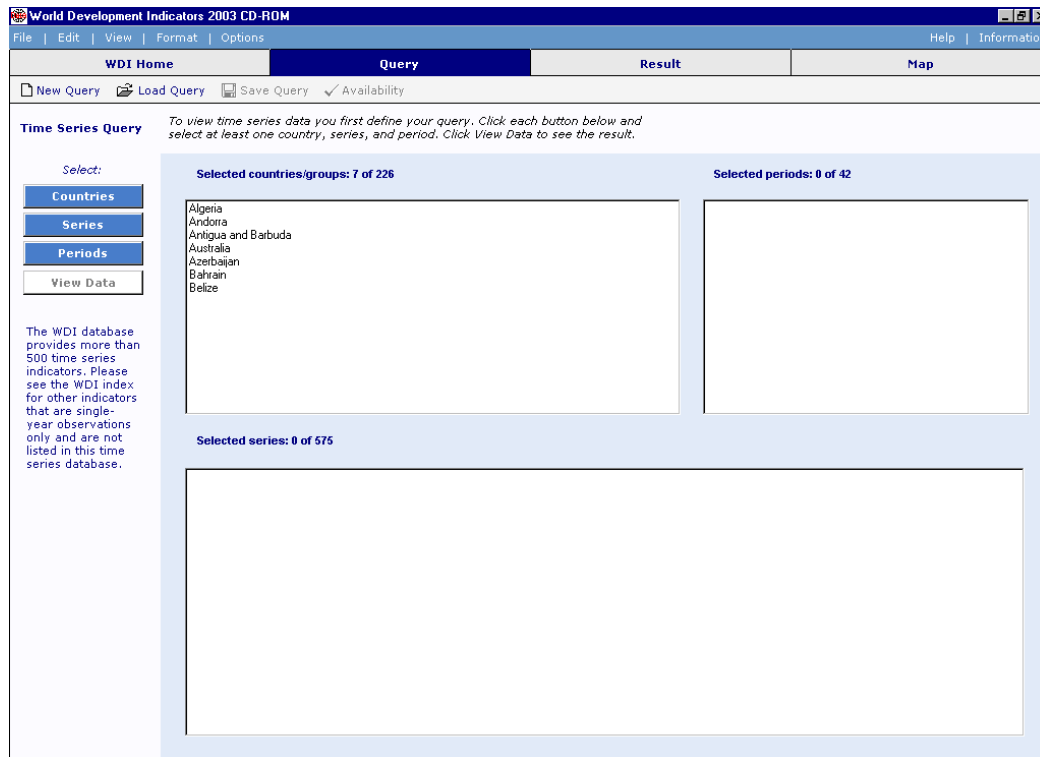 World Development Indicators 2003 CD-ROM
File | Edit | View | Format | Options Help | Informatio
WDI Home Query Result Map
New Query Load Query Save Query Availability
Time Series Query
To view time series data you first define your query. Click each button below and
select at least one country, series, and period. Click View Data to see the result.
Select:
Countries
Series
Periods
View Data
The WDI database
provides more than
500 time series
indicators. Please
see the WDI index
for other indicators
that are single-
year observations
only and are not
listed in this time
series database.
Selected countries/groups: 7 of 226
Algeria
Andorra
Antigua and Barbuda
Australia
Azerbaijan
Bahrain
Belize
Selected periods: 0 of 42
Selected series: 0 of 575